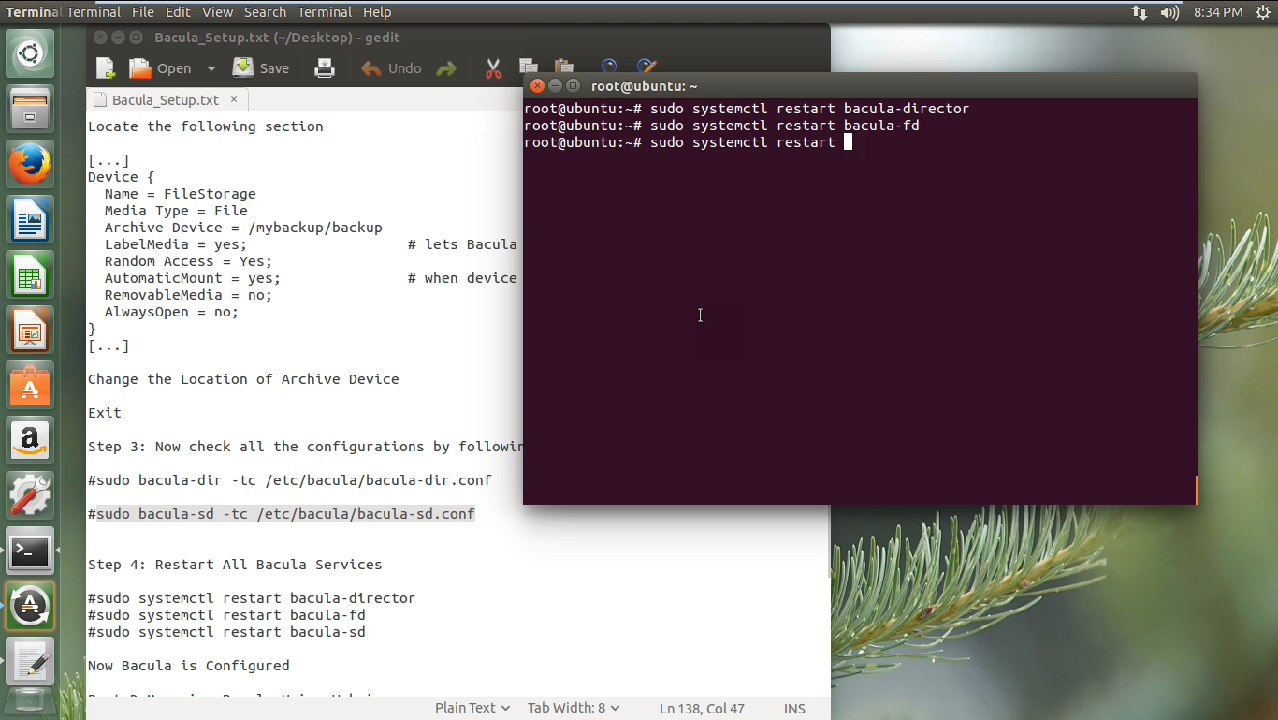 Terminal Terminal File Edit View Search Terminal Help 8:34 PM
Bacula_Setup.txt (~/Desktop) - gedit
Open Save Undo
Bacula_Setup.txt ×
Locate the following section
[...]
Device {
Name = FileStorage
Media Type = File
Archive Device = /mybackup/backup
LabelMedia = yes; # lets Bacula
Random Access = Yes;
AutomaticMount = yes; # when device
RemovableMedia = no;
AlwaysOpen = no;
}
[...]
Change the Location of Archive Device
Exit
Step 3: Now check all the configurations by followin
#sudo bacula-dir -tc /etc/bacula/bacula-dir.conf
#sudo bacula-sd -tc /etc/bacula/bacula-sd.conf
Step 4: Restart All Bacula Services
#sudo systemctl restart bacula-director
#sudo systemctl restart bacula-fd
#sudo systemctl restart bacula-sd
Now Bacula is Configured
Plain Text Tab Width: 8 Ln 138, Col 47 INS
root@ubuntu: ~
root@ubuntu:~# sudo systemctl restart bacula-director
root@ubuntu:~# sudo systemctl restart bacula-fd
root@ubuntu:~# sudo systemctl restart